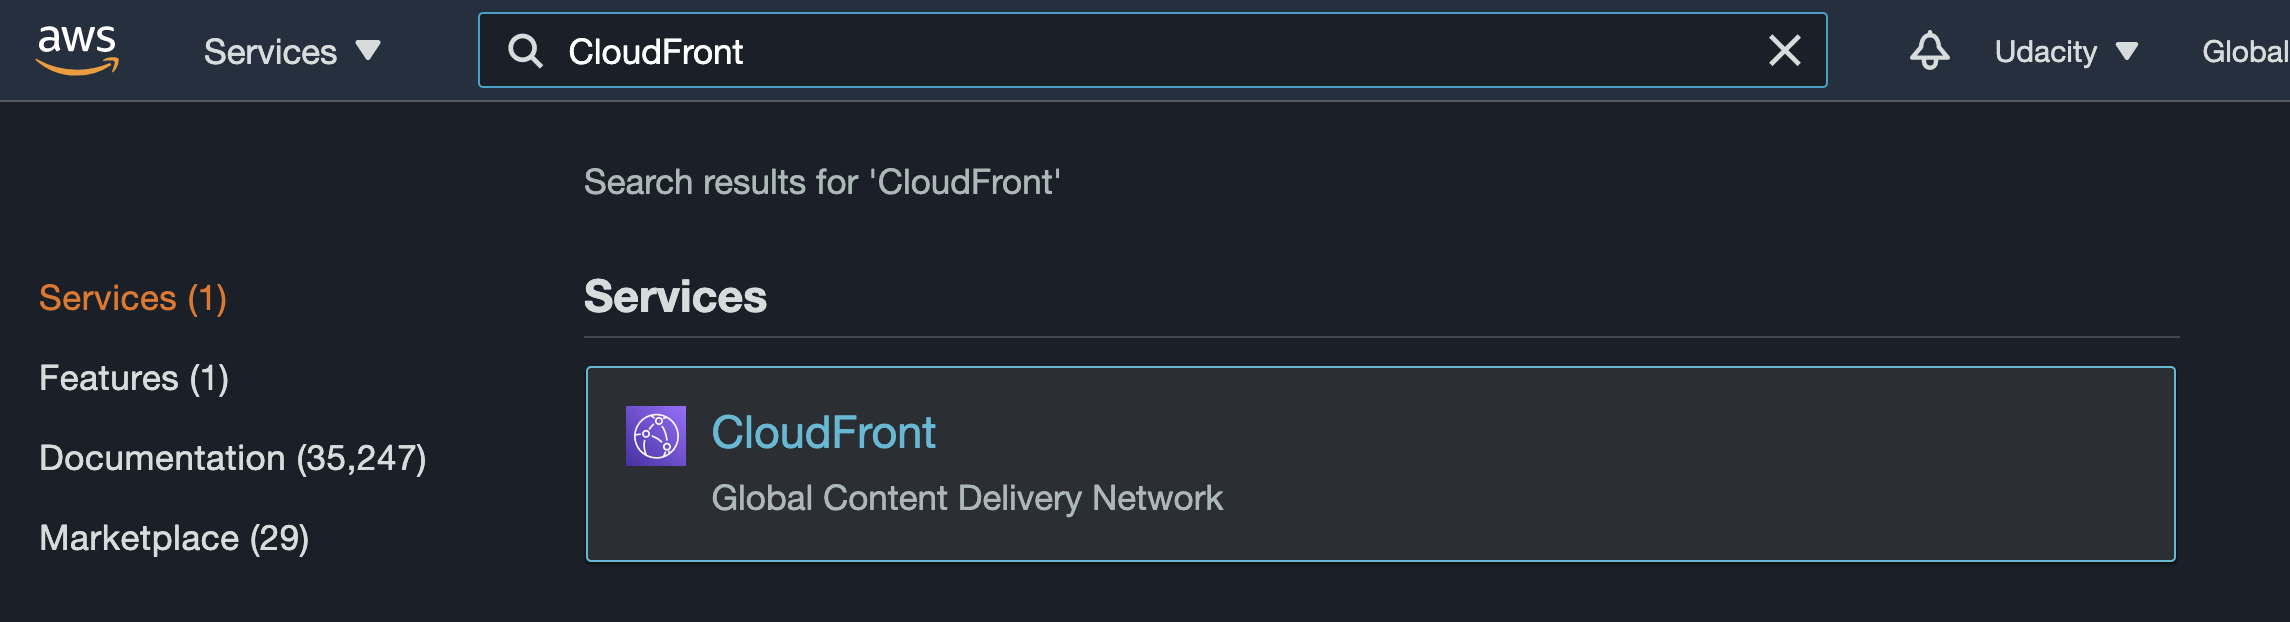 aws Services CloudFront Udacity Global
Search results for 'CloudFront'
Services (1)
Features (1)
Documentation (35,247)
Marketplace (29)
Services
CloudFront
Global Content Delivery Network